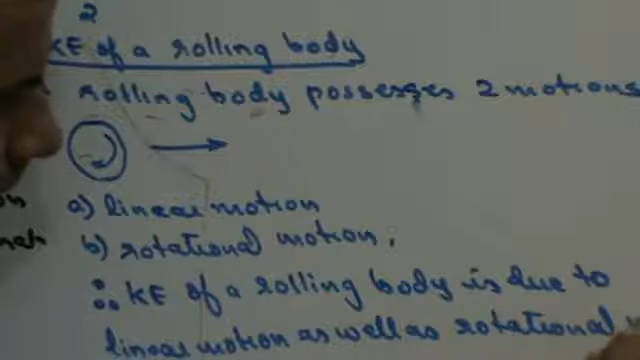 2
KE of a rolling body
rolling body possesses 2 motions
a) linear motion
b) rotational motion.
∴ KE of a rolling body is due to
linear motion as well as rotational